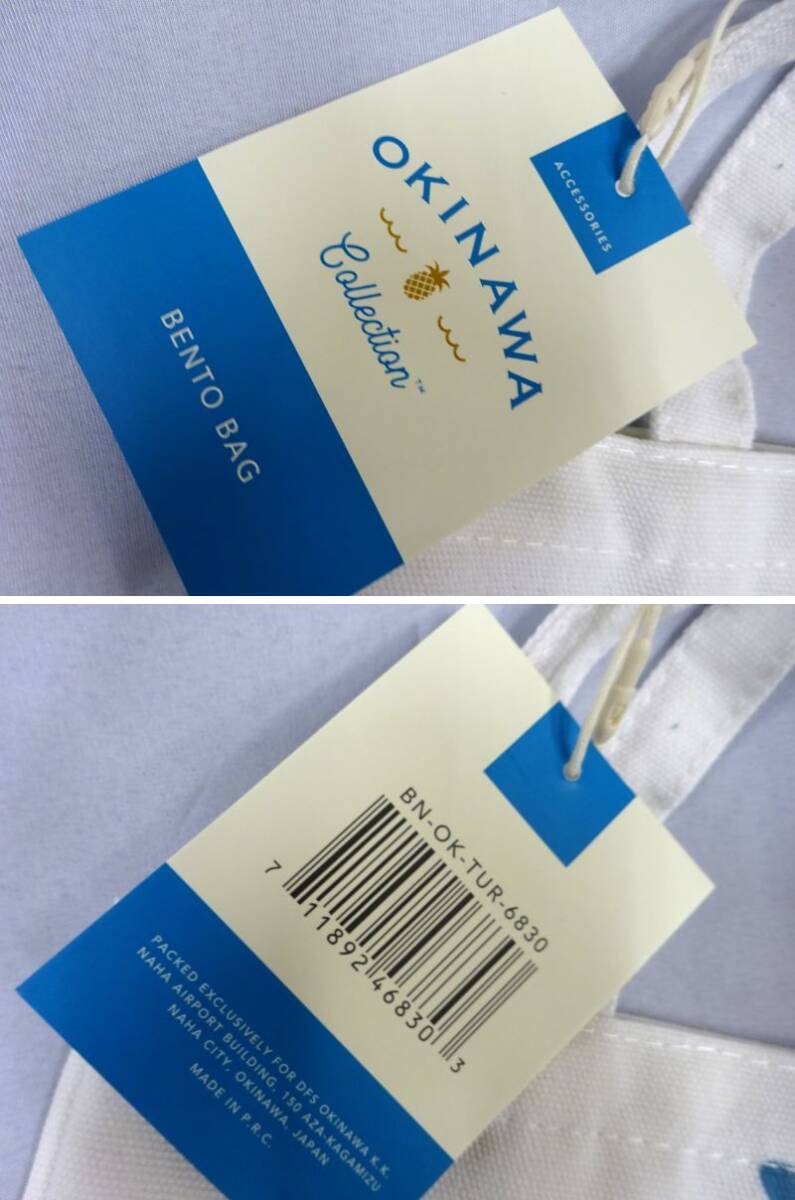 ACCESSORIES
OKINAWA
Collection™
BENTO BAG
BN-OK-TUR-6830
7 11892 46830 3
PACKED EXCLUSIVELY FOR DFS OKINAWA K.K.
NAHA AIRPORT BUILDING, 150 AZA-KAGAMIZU
NAHA CITY, OKINAWA, JAPAN
MADE IN P.R.C.